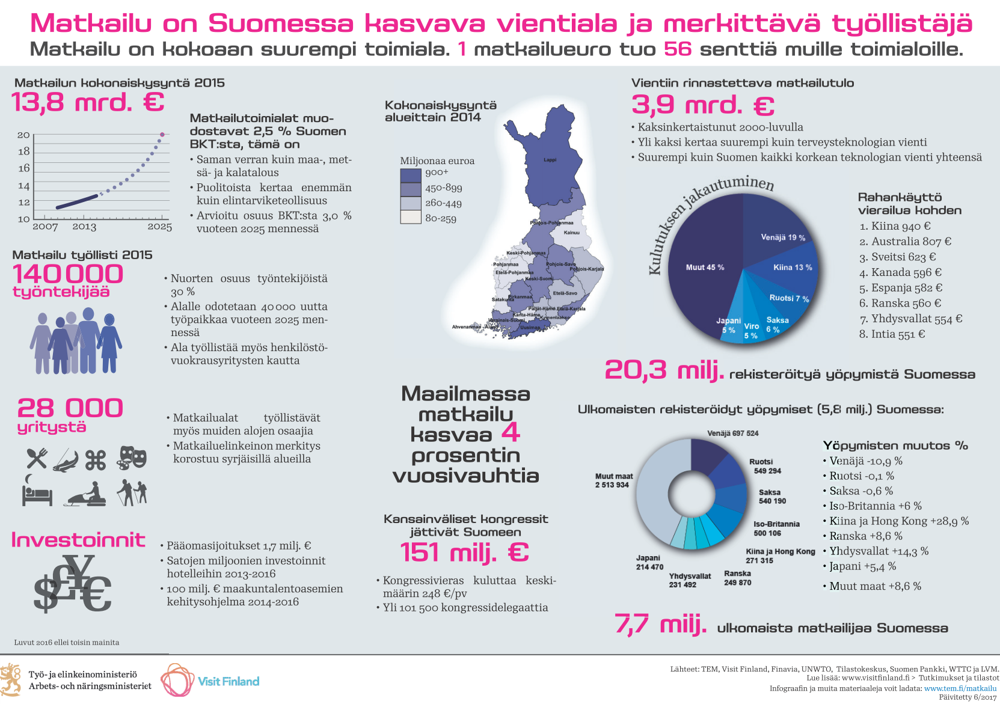 Matkailu on Suomessa kasvava vientiala ja merkittävä työllistäjä
Matkailu on kokoaan suurempi toimiala. 1 matkailueuro tuo 56 senttiä muille toimialoille.
Matkailun kokonaiskysyntä 2015
13,8 mrd. €
20
18
16
14
12
10
2007 2013 2025
Matkailutoimialat muo-
dostavat 2,5 % Suomen
BKT:sta, tämä on
• Saman verran kuin maa-, met-
sä- ja kalatalous
• Puolitoista kertaa enemmän
kuin elintarviketeollisuus
• Arvioitu osuus BKT:sta 3,0 %
vuoteen 2025 mennessä
Matkailu työllisti 2015
140 000
työntekijää
• Nuorten osuus työntekijöistä
30 %
• Alalle odotetaan 40 000 uutta
työpaikkaa vuoteen 2025 men-
nessä
• Ala työllistää myös henkilöstö-
vuokrausyritysten kautta
28 000
yritystä
• Matkailualat työllistävät
myös muiden alojen osaajia
• Matkailuelinkeinon merkitys
korostuu syrjäisillä alueilla
Investoinnit
$£¥€
• Pääomasijoitukset 1,7 milj. €
• Satojen miljoonien investoinnit
hotelleihin 2013-2016
• 100 milj. € maakuntalentoasemien
kehitysohjelma 2014-2016
Luvut 2016 ellei toisin mainita
Kokonaiskysyntä
alueittain 2014
Miljoonaa euroa
900+
450-899
260-449
80-259
Lappi
Pohjois-Pohjanmaa
Kainuu
Keski-Pohjanmaa
Pohjanmaa
Pohjois-Savo
Pohjois-Karjala
Etelä-Pohjanmaa
Keski-Suomi
Etelä-Savo
Satakunta
Pirkanmaa
Päijät-Häme
Etelä-Karjala
Kanta-Häme
Kymenlaakso
Varsinais-Suomi
Ahvenanmaa - Åland
Uusimaa
Maailmassa
matkailu
kasvaa 4
prosentin
vuosivauhtia
Kansainväliset kongressit
jättivät Suomeen
151 milj. €
• Kongressivieras kuluttaa keski-
määrin 248 €/pv
• Yli 101 500 kongressidelegaattia
Vientiin rinnastettava matkailutulo
3,9 mrd. €
• Kaksinkertaistunut 2000-luvulla
• Yli kaksi kertaa suurempi kuin terveysteknologian vienti
• Suurempi kuin Suomen kaikki korkean teknologian vienti yhteensä
Kulutuksen jakautuminen
Venäjä 19 %
Kiina 13 %
Ruotsi 7 %
Saksa
6 %
Viro
5 %
Japani
5 %
Muut 45 %
Rahankäyttö
vierailua kohden
1. Kiina 940 €
2. Australia 807 €
3. Sveitsi 623 €
4. Kanada 596 €
5. Espanja 582 €
6. Ranska 560 €
7. Yhdysvallat 554 €
8. Intia 551 €
20,3 milj. rekisteröityä yöpymistä Suomessa
Ulkomaisten rekisteröidyt yöpymiset (5,8 milj.) Suomessa:
Venäjä 697 524
Ruotsi
549 294
Saksa
540 190
Iso-Britannia
500 106
Kiina ja Hong Kong
271 315
Ranska
249 870
Yhdysvallat
231 492
Japani
214 470
Muut maat
2 513 934
Yöpymisten muutos %
• Venäjä -10,9 %
• Ruotsi -0,1 %
• Saksa -0,6 %
• Iso-Britannia +6 %
• Kiina ja Hong Kong +28,9 %
• Ranska +8,6 %
• Yhdysvallat +14,3 %
• Japani +5,4 %
• Muut maat +8,6 %
7,7 milj. ulkomaista matkailijaa Suomessa
Työ- ja elinkeinoministeriö
Arbets- och näringsministeriet
Visit Finland
Lähteet: TEM, Visit Finland, Finavia, UNWTO, Tilastokeskus, Suomen Pankki, WTTC ja LVM.
Lue lisää: www.visitfinland.fi > Tutkimukset ja tilastot
Infograafin ja muita materiaaleja voit ladata: www.tem.fi/matkailu
Päivitetty 6/2017